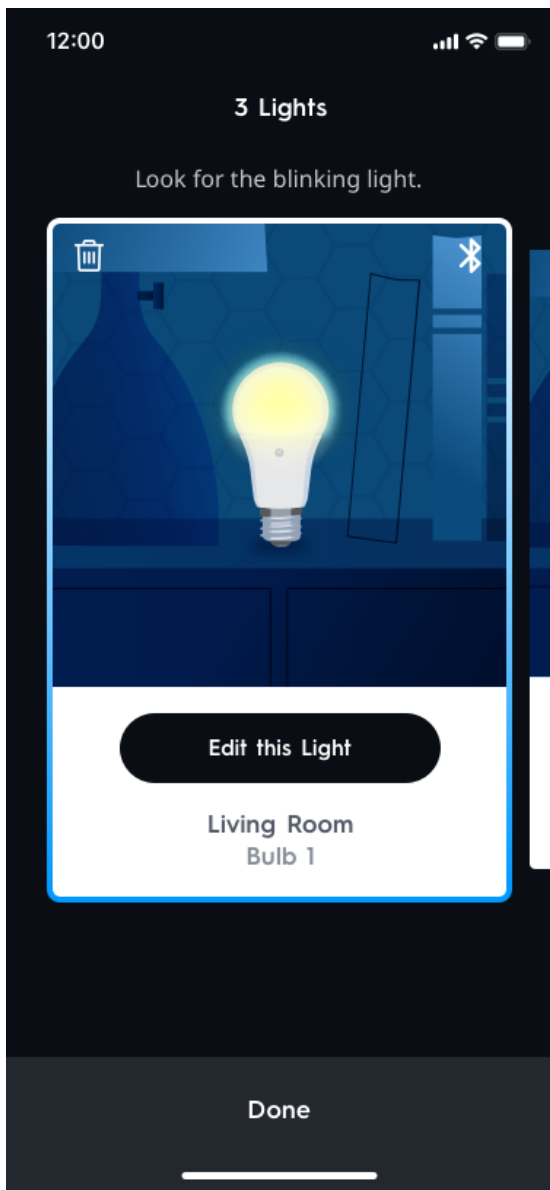 12:00
3 Lights
Look for the blinking light.
Edit this Light
Living Room
Bulb 1
Done